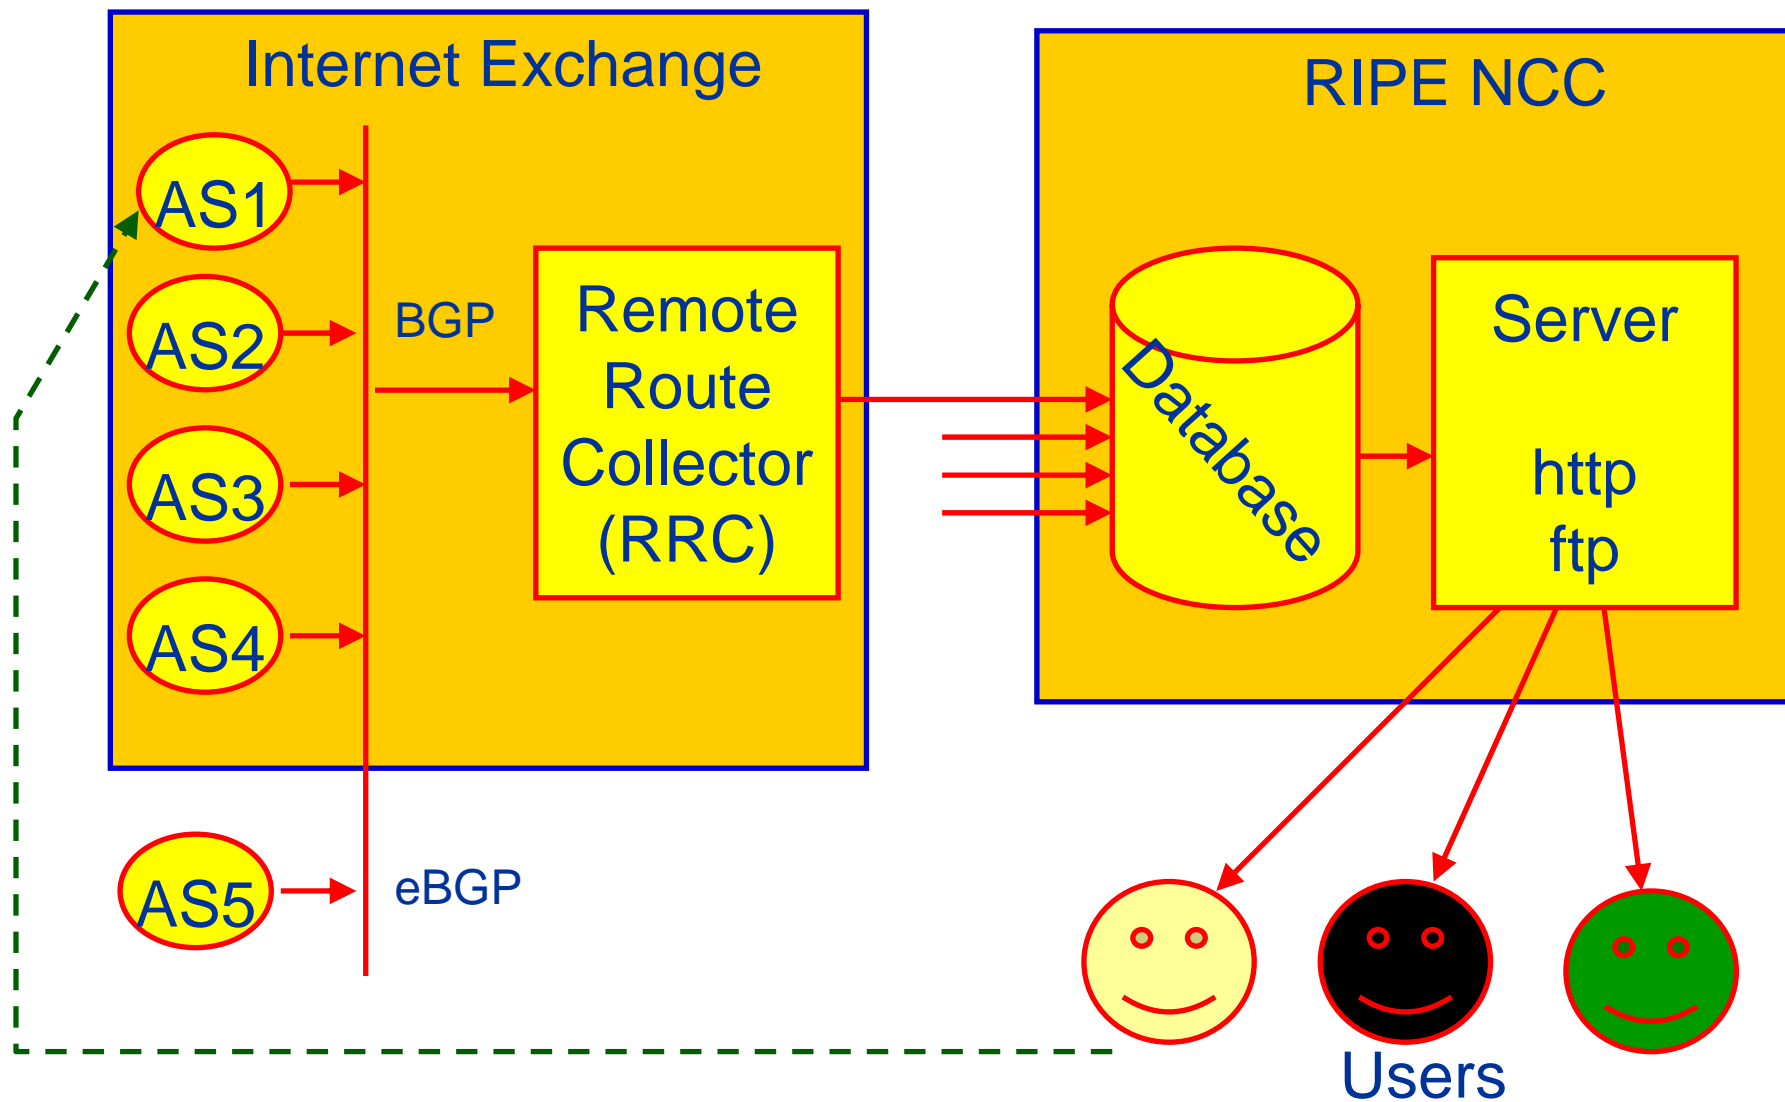 Internet Exchange
AS1
AS2
AS3
AS4
AS5
BGP
eBGP
Remote
Route
Collector
(RRC)
RIPE NCC
Database
Server
http
ftp
Users